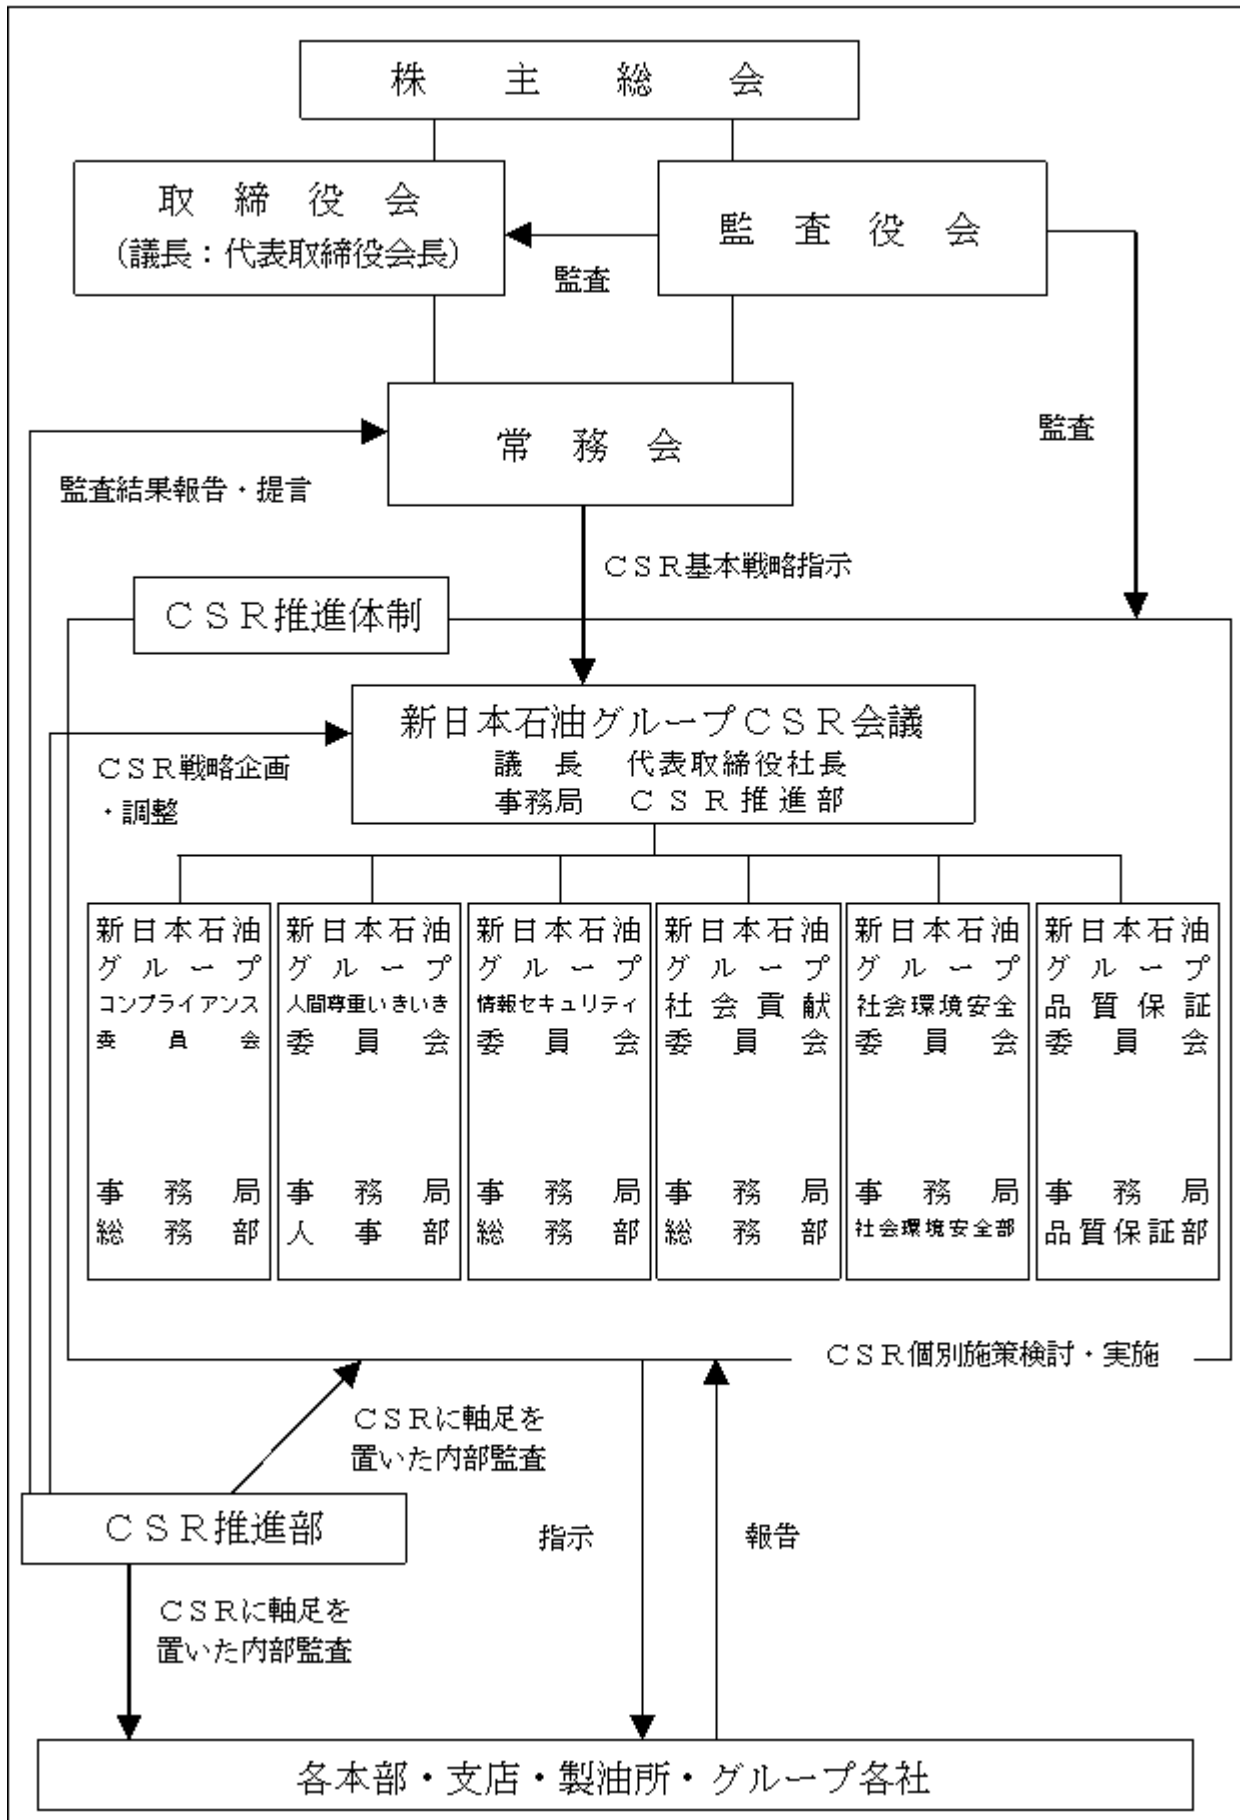 株主総会
取締役会
(議長：代表取締役会長)
監査役会
監査
監査
常務会
監査結果報告・提言
ＣＳＲ基本戦略指示
ＣＳＲ推進体制
新日本石油グループＣＳＲ会議
議長　代表取締役社長
事務局　ＣＳＲ推進部
ＣＳＲ戦略企画
・調整
新日本石油
グループ
コンプライアンス
委員会
事務局
総務部
新日本石油
グループ
人間尊重いきいき
委員会
事務局
人事部
新日本石油
グループ
情報セキュリティ
委員会
事務局
総務部
新日本石油
グループ
社会貢献
委員会
事務局
総務部
新日本石油
グループ
社会環境安全
委員会
事務局
社会環境安全部
新日本石油
グループ
品質保証
委員会
事務局
品質保証部
ＣＳＲ個別施策検討・実施
ＣＳＲに軸足を
置いた内部監査
ＣＳＲ推進部
指示
報告
ＣＳＲに軸足を
置いた内部監査
各本部・支店・製油所・グループ各社